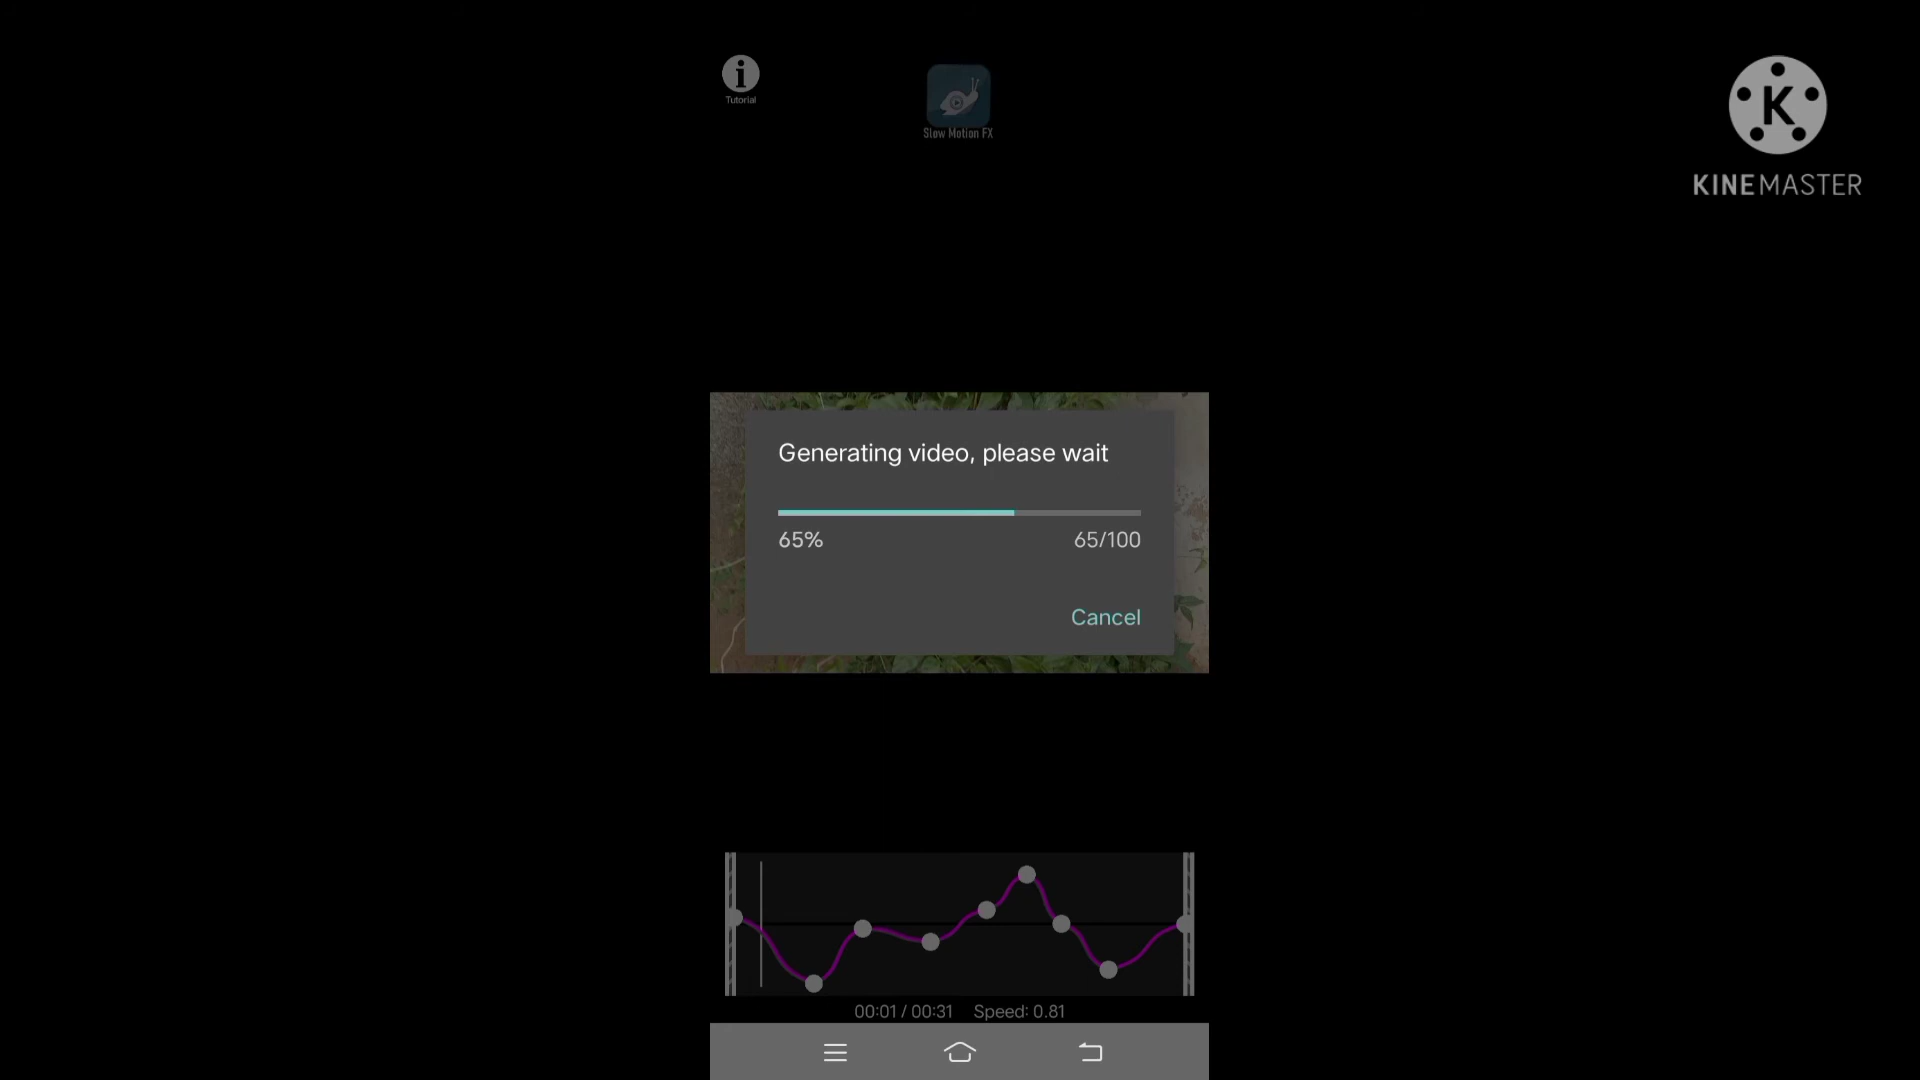 Tutorial
Slow Motion FX
K
KINEMASTER
Generating video, please wait
65% 65/100
Cancel
00:01 / 00:31 Speed: 0.81